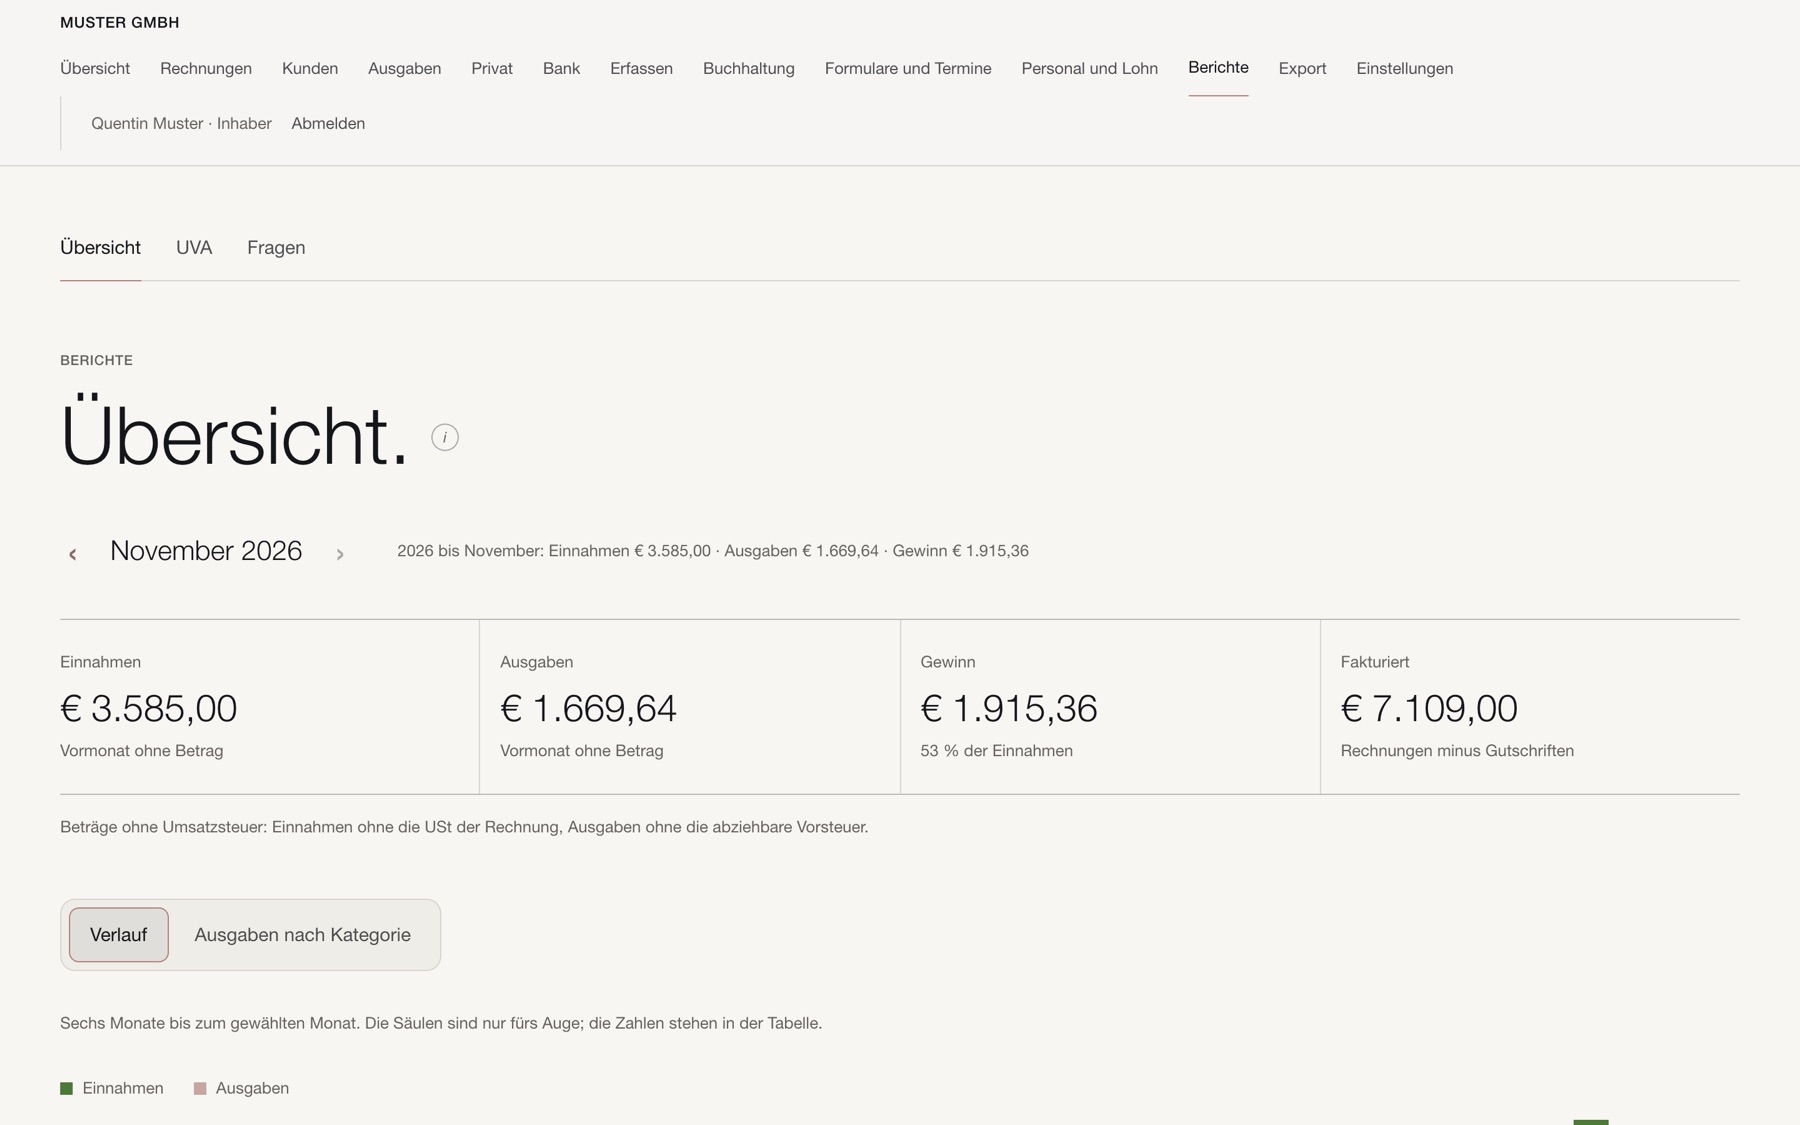 MUSTER GMBH
Übersicht Rechnungen Kunden Ausgaben Privat Bank Erfassen Buchhaltung Formulare und Termine Personal und Lohn Berichte Export Einstellungen
Quentin Muster · Inhaber Abmelden
Übersicht UVA Fragen
BERICHTE
Übersicht. i
‹ November 2026 › 2026 bis November: Einnahmen € 3.585,00 · Ausgaben € 1.669,64 · Gewinn € 1.915,36
Einnahmen Ausgaben Gewinn Fakturiert
€ 3.585,00 € 1.669,64 € 1.915,36 € 7.109,00
Vormonat ohne Betrag Vormonat ohne Betrag 53 % der Einnahmen Rechnungen minus Gutschriften
Beträge ohne Umsatzsteuer: Einnahmen ohne die USt der Rechnung, Ausgaben ohne die abziehbare Vorsteuer.
Verlauf Ausgaben nach Kategorie
Sechs Monate bis zum gewählten Monat. Die Säulen sind nur fürs Auge; die Zahlen stehen in der Tabelle.
Einnahmen Ausgaben